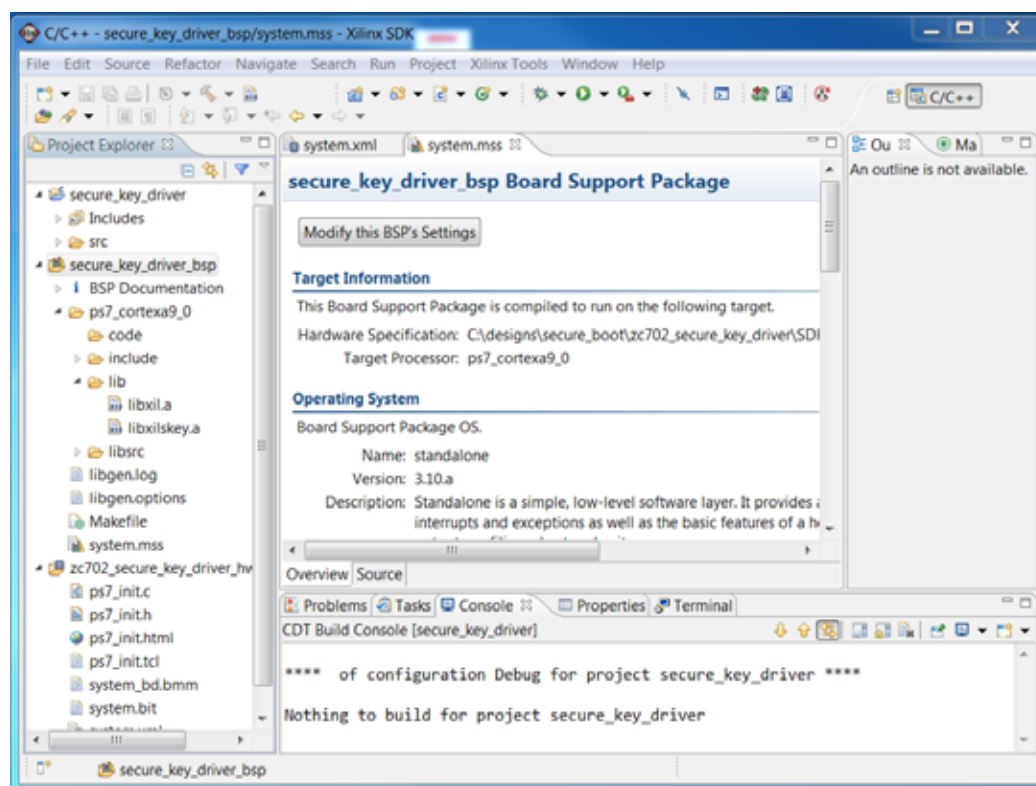 C/C++ - secure_key_driver_bsp/system.mss - Xilinx SDK
File Edit Source Refactor Navigate Search Run Project Xilinx Tools Window Help
C/C++
Project Explorer
secure_key_driver
Includes
src
secure_key_driver_bsp
BSP Documentation
ps7_cortexa9_0
code
include
lib
libxil.a
libxilskey.a
libsrc
libgen.log
libgen.options
Makefile
system.mss
zc702_secure_key_driver_hw
ps7_init.c
ps7_init.h
ps7_init.html
ps7_init.tcl
system_bd.bmm
system.bit
system.xml system.mss
secure_key_driver_bsp Board Support Package
Modify this BSP's Settings
Target Information
This Board Support Package is compiled to run on the following target.
Hardware Specification: C:\designs\secure_boot\zc702_secure_key_driver\SDI
Target Processor: ps7_cortexa9_0
Operating System
Board Support Package OS.
Name: standalone
Version: 3.10.a
Description: Standalone is a simple, low-level software layer. It provides
interrupts and exceptions as well as the basic features of a
Overview Source
Ou Ma
An outline is not available.
Problems Tasks Console Properties Terminal
CDT Build Console [secure_key_driver]
**** of configuration Debug for project secure_key_driver ****
Nothing to build for project secure_key_driver
secure_key_driver_bsp